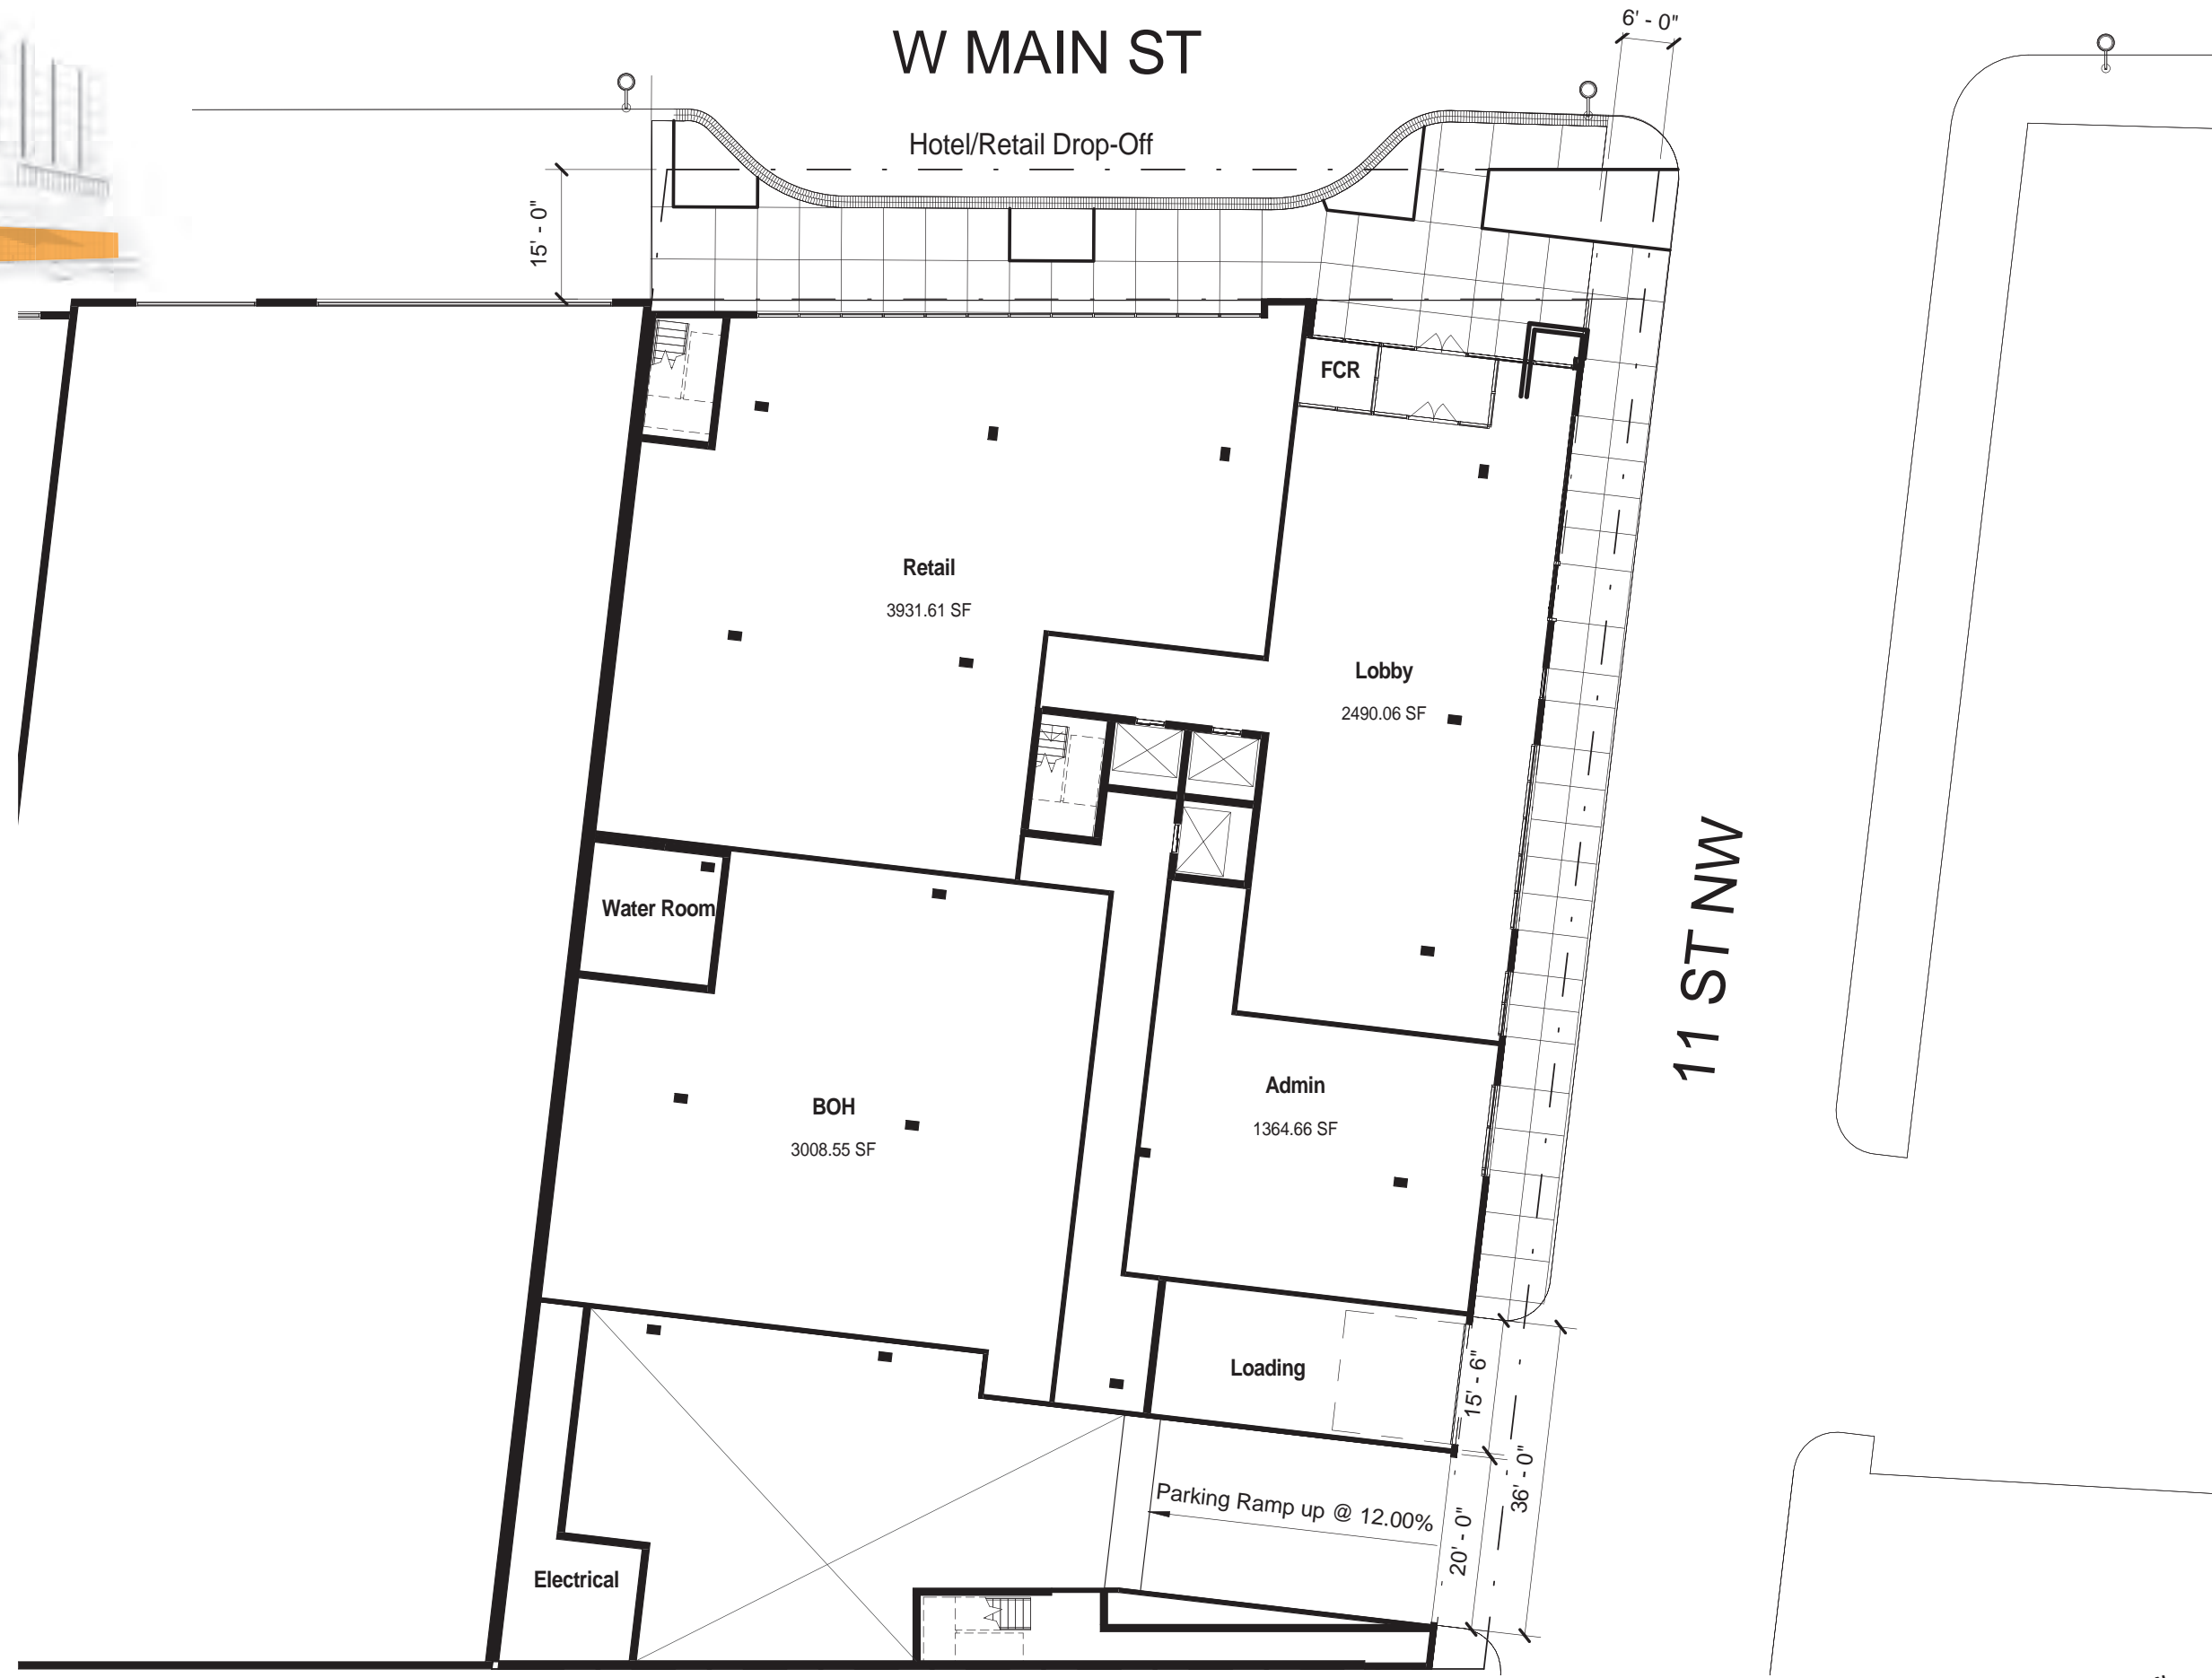 6' - 0"
W MAIN ST
Hotel/Retail Drop-Off
15' - 0"
FCR
Retail
3931.61 SF
Lobby
2490.06 SF
11 ST NW
Water Room
Admin
1364.66 SF
BOH
3008.55 SF
Loading
15' - 6"
36' - 0"
Parking Ramp up @ 12.00%
20' - 0"
Electrical